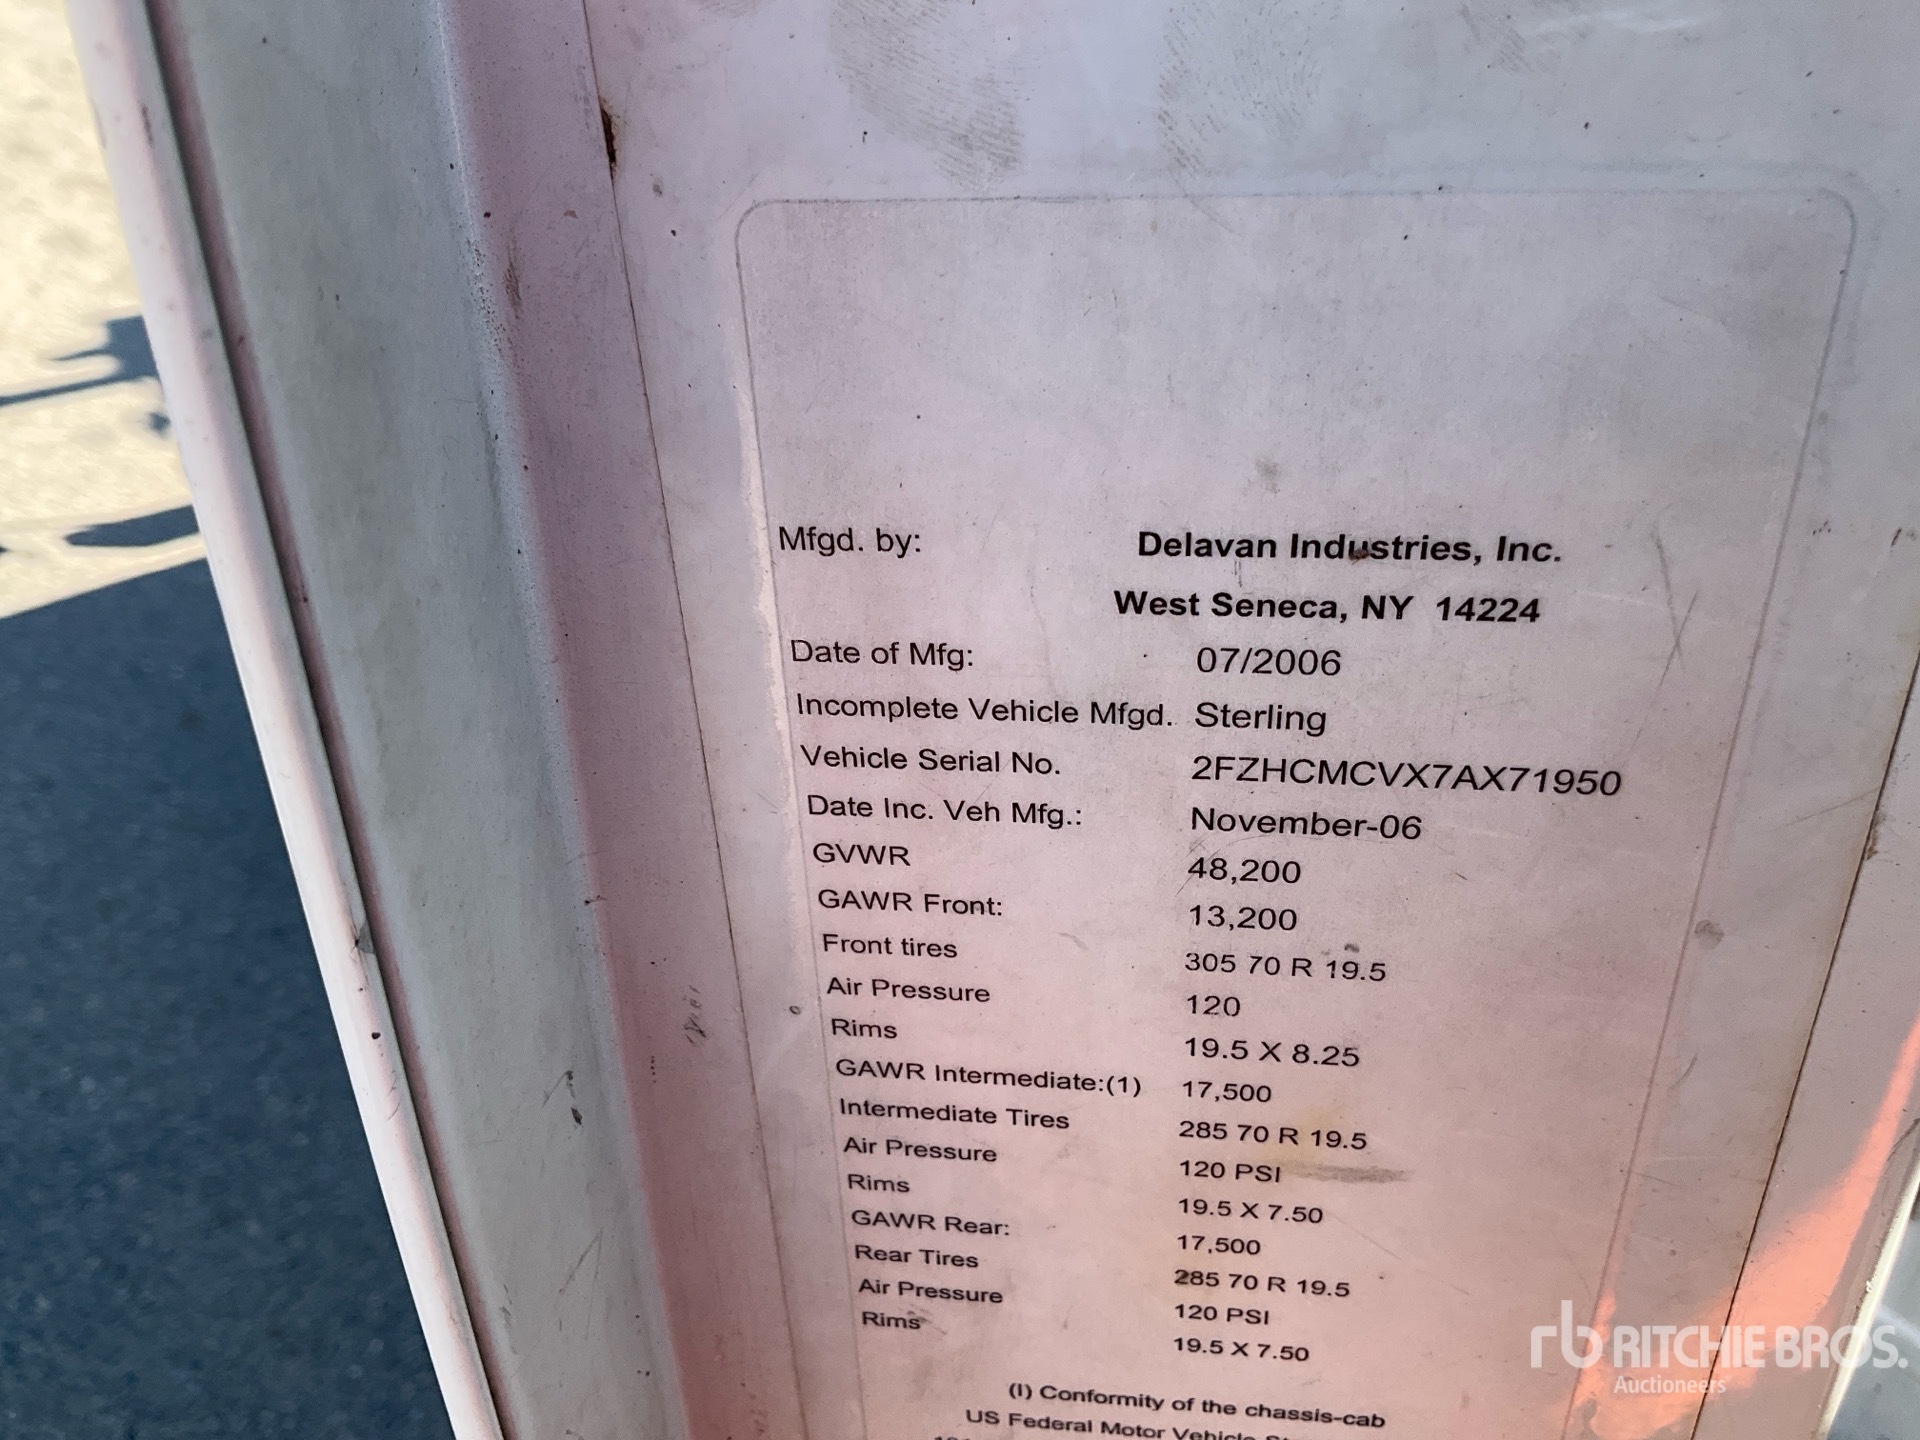 Mfgd. by: Delavan Industries, Inc.
West Seneca, NY 14224
Date of Mfg: 07/2006
Incomplete Vehicle Mfgd. Sterling
Vehicle Serial No. 2FZHCMCVX7AX71950
Date Inc. Veh Mfg.: November-06
GVWR 48,200
GAWR Front: 13,200
Front tires 305 70 R 19.5
Air Pressure 120
Rims 19.5 X 8.25
GAWR Intermediate:(1) 17,500
Intermediate Tires 285 70 R 19.5
Air Pressure 120 PSI
Rims 19.5 X 7.50
GAWR Rear: 17,500
Rear Tires 285 70 R 19.5
Air Pressure 120 PSI
Rims 19.5 X 7.50
(I) Conformity of the chassis-cab
US Federal Motor Vehicle
rb RITCHIE BROS.
Auctioneers